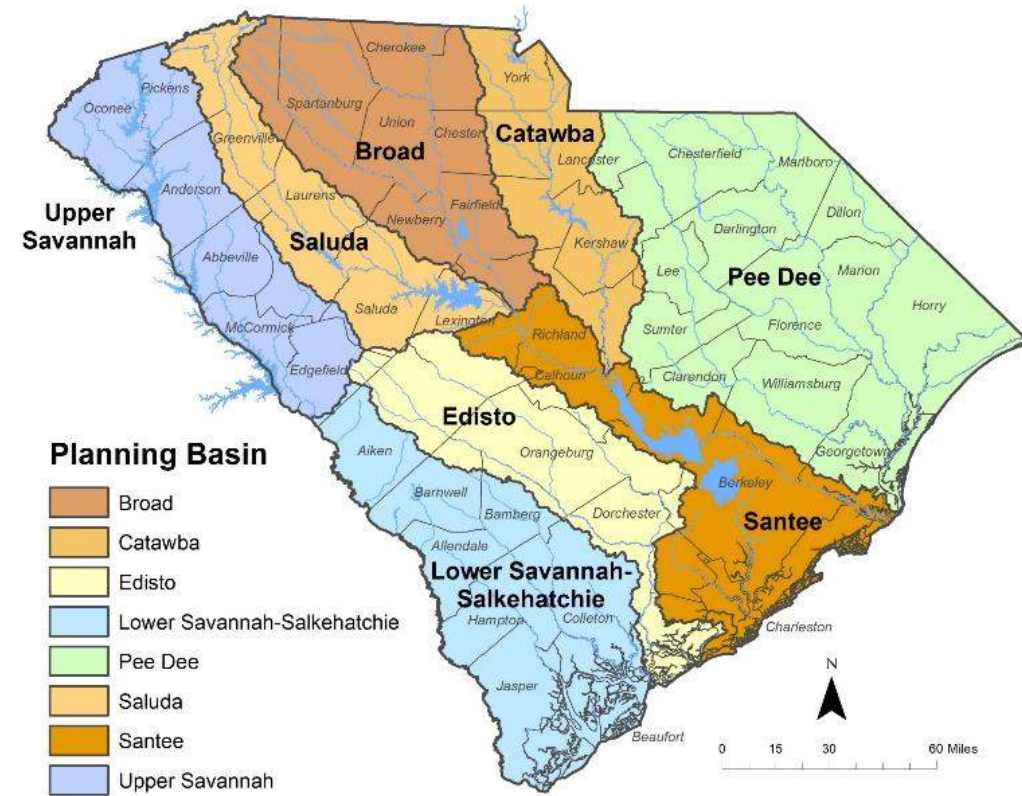 Cherokee
York
Pickens
Oconee
Spartanburg
Union
Greenville
Chester
Catawba
Broad
Lancaster
Chesterfield
Marlboro
Anderson
Laurens
Upper
Savannah
Newberry
Fairfield
Dillon
Saluda
Darlington
Abbeville
Kershaw
Lee
Marion
Pee Dee
Horry
Saluda
Lexington
McCormick
Richland
Sumter
Florence
Edgefield
Calhoun
Clarendon
Williamsburg
Edisto
Aiken
Orangeburg
Georgetown
Planning Basin
Barnwell
Berkeley
Bamberg
Dorchester
Santee
Broad
Catawba
Edisto
Lower Savannah-Salkehatchie
Pee Dee
Saluda
Santee
Upper Savannah
Allendale
Lower Savannah-
Salkehatchie
Hampton
Colleton
Charleston
Jasper
Beaufort
N
0 15 30 60 Miles